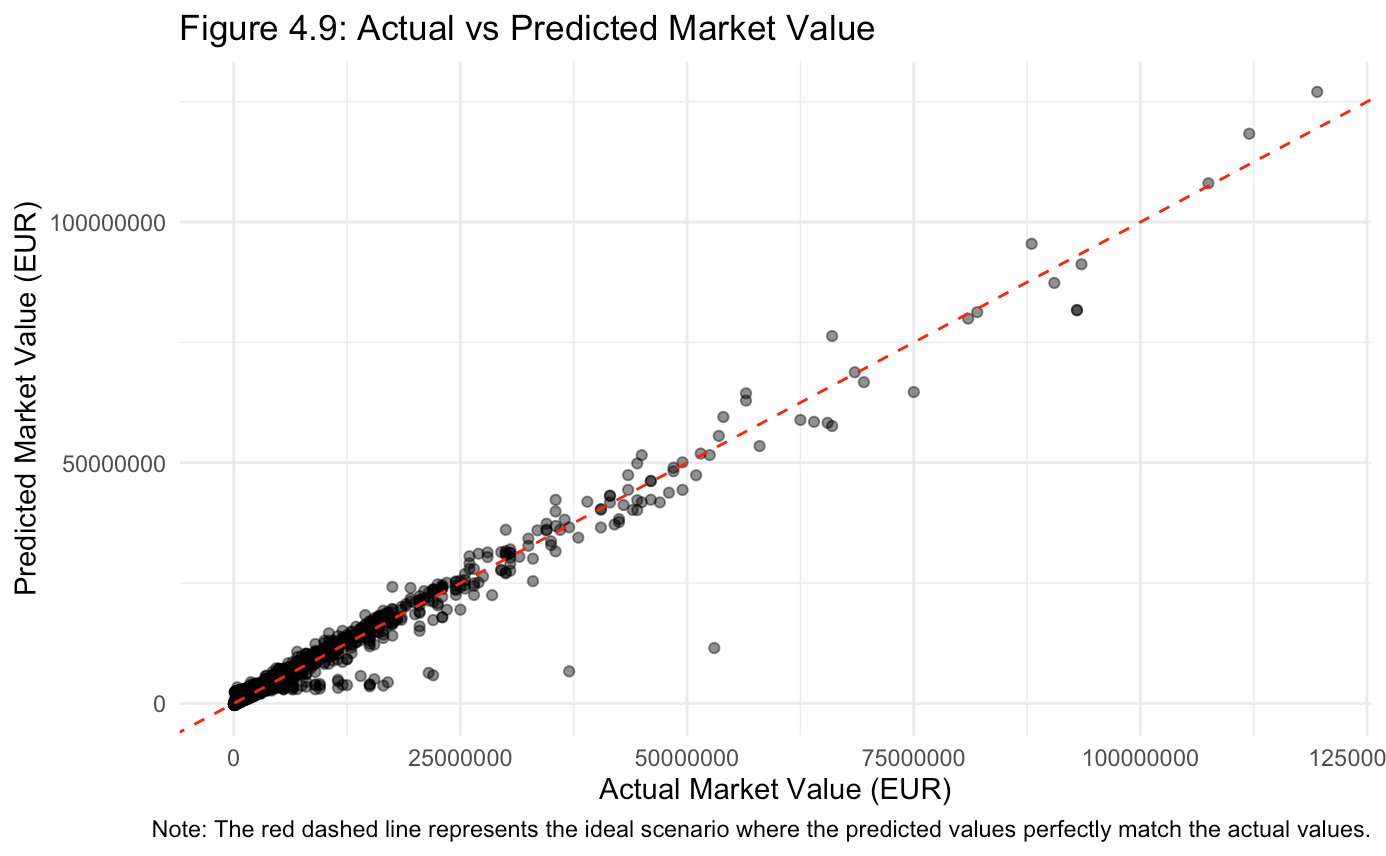 Figure 4.9: Actual vs Predicted Market Value
Predicted Market Value (EUR)
100000000
50000000
0
0
25000000
50000000
75000000
100000000
125000
Actual Market Value (EUR)
Note: The red dashed line represents the ideal scenario where the predicted values perfectly match the actual values.